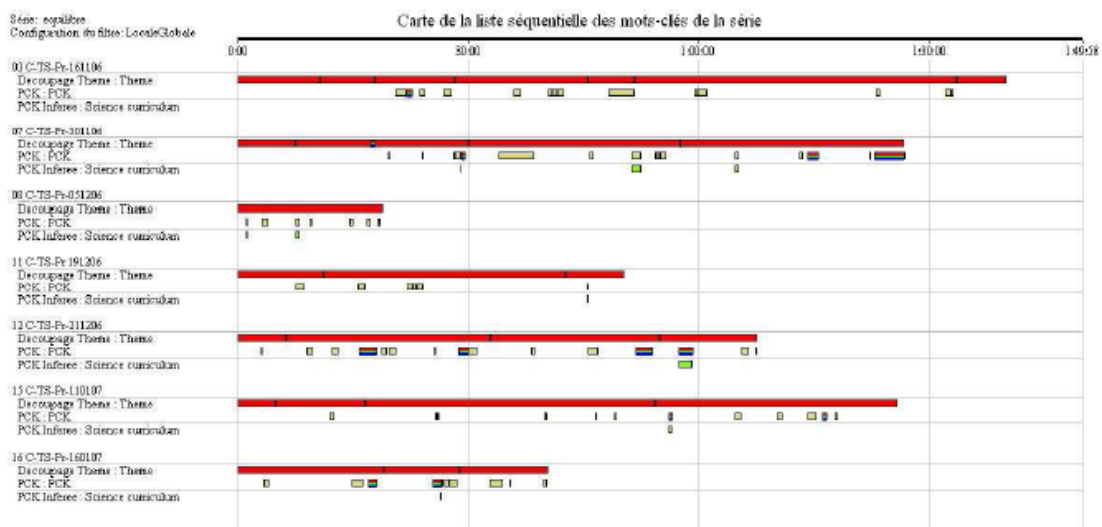 Série: equilibre
Configuration du filtre: LocaleGlobale
Carte de la liste séquentielle des mots-clés de la série
0:00 30:00 1:00:00 1:30:00 1:49:58
03 C-TS-Pr-161106
Decoupage Theme : Theme
PCK : PCK
PCK Inferee : Science curriculum
07 C-TS-Pr-301106
Decoupage Theme : Theme
PCK : PCK
PCK Inferee : Science curriculum
08 C-TS-Pr-051206
Decoupage Theme : Theme
PCK : PCK
PCK Inferee : Science curriculum
11 C-TS-Pr 191206
Decoupage Theme : Theme
PCK : PCK
PCK Inferee : Science curriculum
12 C-TS-Pr-211206
Decoupage Theme : Theme
PCK : PCK
PCK Inferee : Science curriculum
15 C-TS-Pr-110107
Decoupage Theme : Theme
PCK : PCK
PCK Inferee : Science curriculum
16 C-TS-Pr-160107
Decoupage Theme : Theme
PCK : PCK
PCK Inferee : Science curriculum